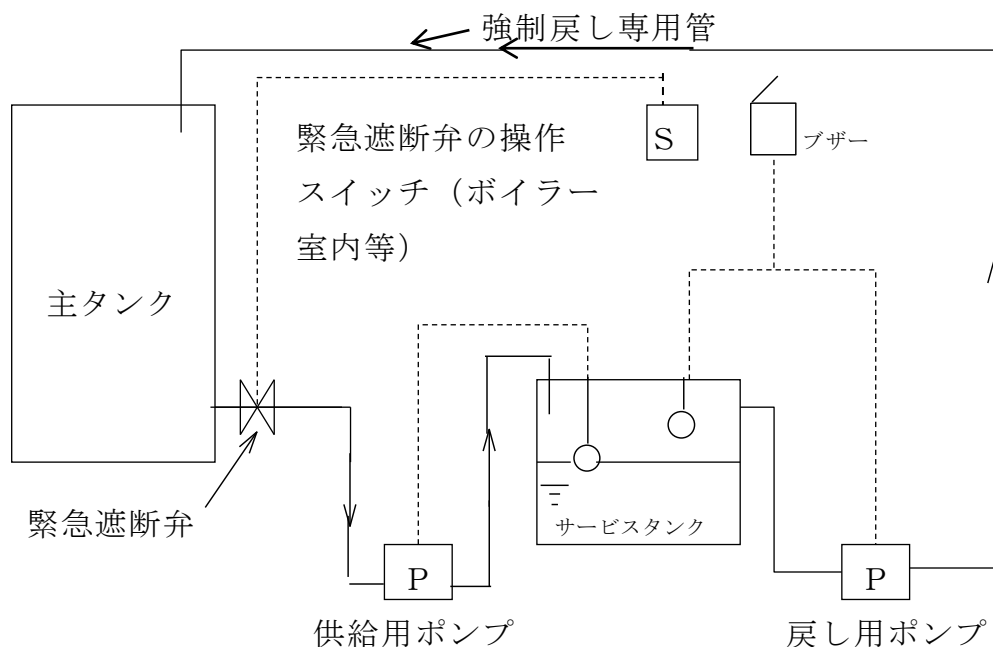 強制戻し専用管
緊急遮断弁の操作
スイッチ（ボイラー
室内等）
S
ブザー
主タンク
緊急遮断弁
サービスタンク
P
P
供給用ポンプ
戻し用ポンプ